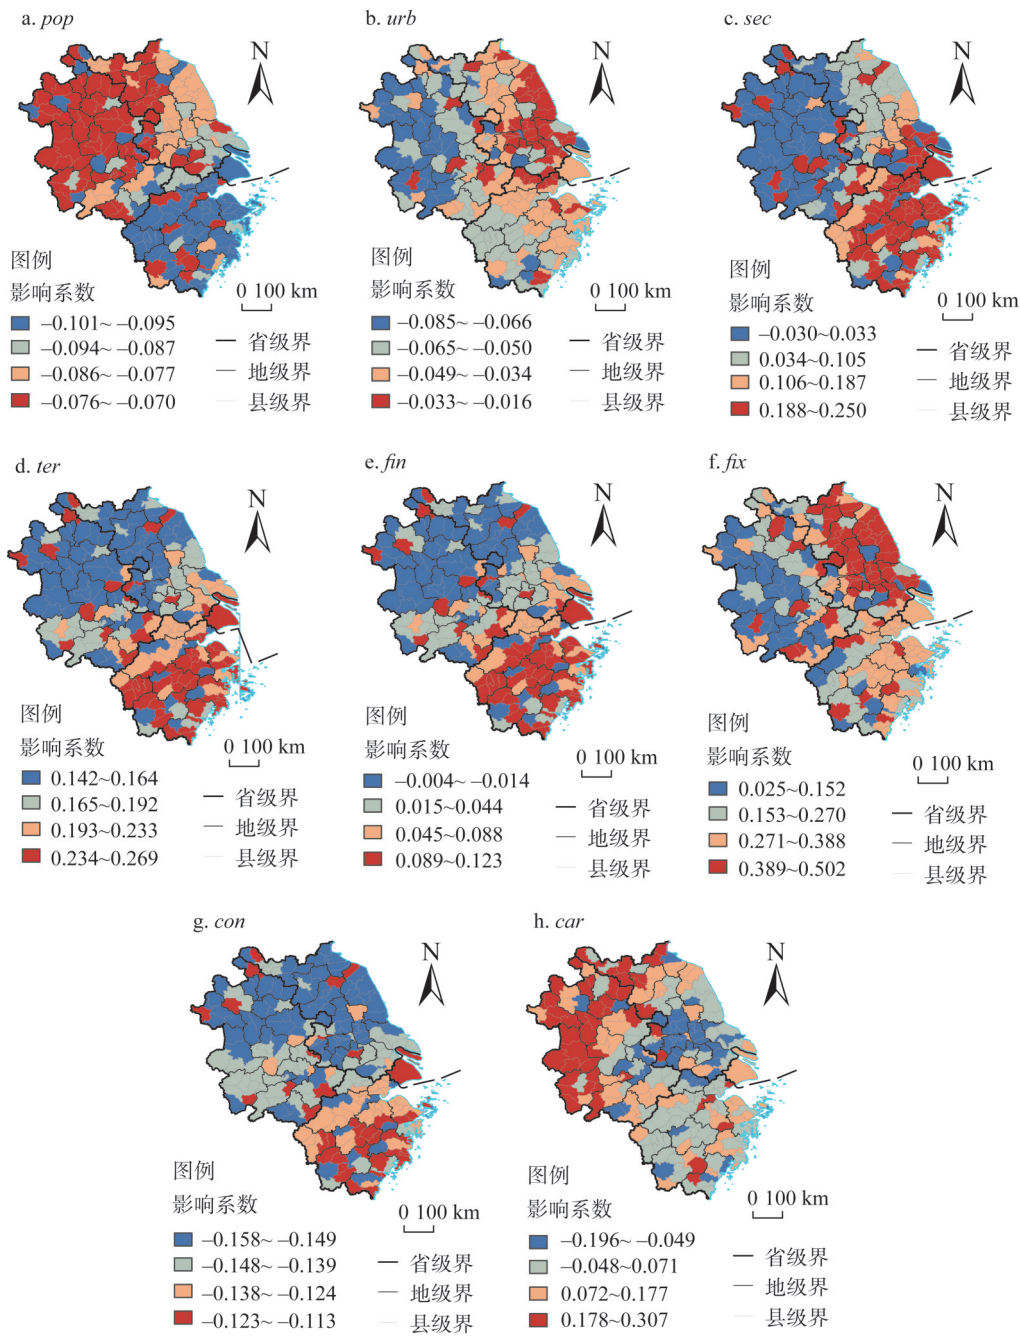 a. pop
N
图例
影响系数
0 100 km
−0.101~ −0.095
−0.094~ −0.087
−0.086~ −0.077
−0.076~ −0.070
省级界
地级界
县级界
b. urb
N
图例
影响系数
0 100 km
−0.085~ −0.066
−0.065~ −0.050
−0.049~ −0.034
−0.033~ −0.016
省级界
地级界
县级界
c. sec
N
图例
影响系数
0 100 km
−0.030~0.033
0.034~0.105
0.106~0.187
0.188~0.250
省级界
地级界
县级界
d. ter
N
图例
影响系数
0 100 km
0.142~0.164
0.165~0.192
0.193~0.233
0.234~0.269
省级界
地级界
县级界
e. fin
N
图例
影响系数
0 100 km
−0.004~ −0.014
0.015~0.044
0.045~0.088
0.089~0.123
省级界
地级界
县级界
f. fix
N
图例
影响系数
0 100 km
0.025~0.152
0.153~0.270
0.271~0.388
0.389~0.502
省级界
地级界
县级界
g. con
N
图例
影响系数
0 100 km
−0.158~ −0.149
−0.148~ −0.139
−0.138~ −0.124
−0.123~ −0.113
省级界
地级界
县级界
h. car
N
图例
影响系数
0 100 km
−0.196~ −0.049
−0.048~0.071
0.072~0.177
0.178~0.307
省级界
地级界
县级界